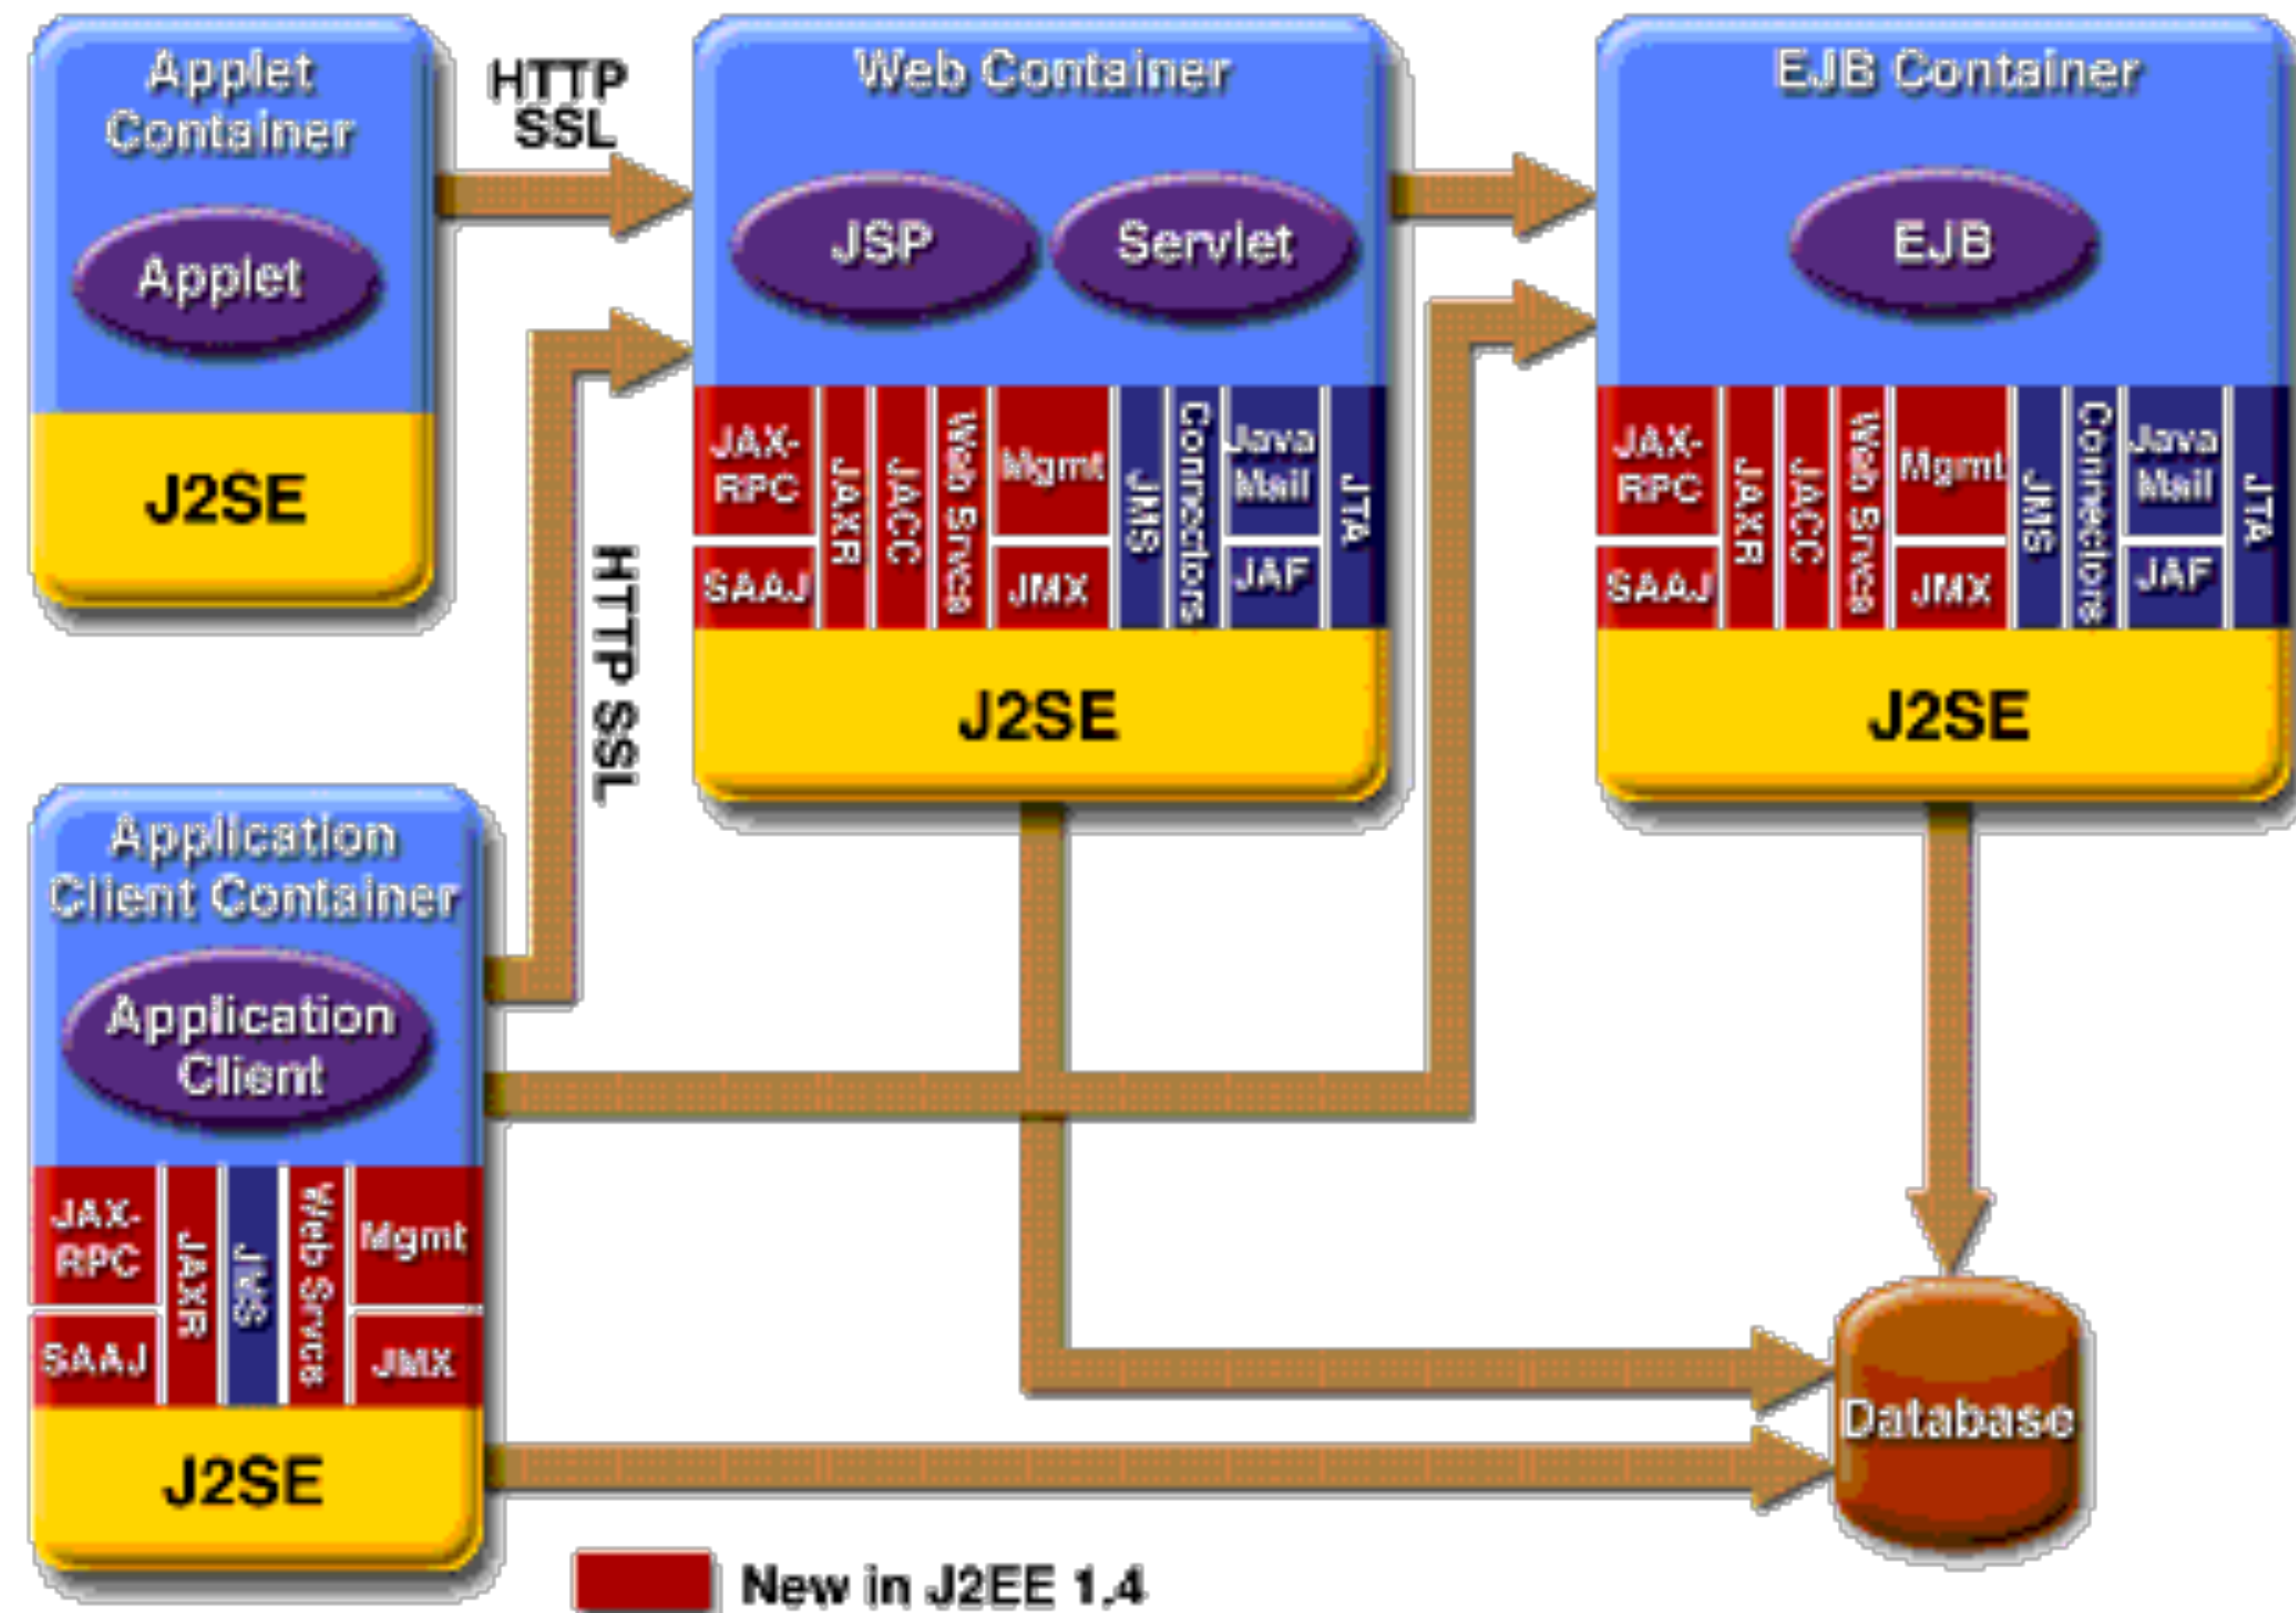 Applet
Container
Applet
J2SE
HTTP
SSL
Web Container
JSP
Servlet
JAX-
RPC
SAAJ
JAXR
JACC
Web Srvcs
Mgmt
JMX
JMS
Connectors
Java
Mail
JAF
JTA
J2SE
EJB Container
EJB
JAX-
RPC
SAAJ
JAXR
JACC
Web Srvcs
Mgmt
JMX
JMS
Connectors
Java
Mail
JAF
JTA
J2SE
HTTP SSL
Application
Client Container
Application
Client
JAX-
RPC
SAAJ
JAXR
JMS
Web Srvcs
Mgmt
JMX
J2SE
Database
New in J2EE 1.4